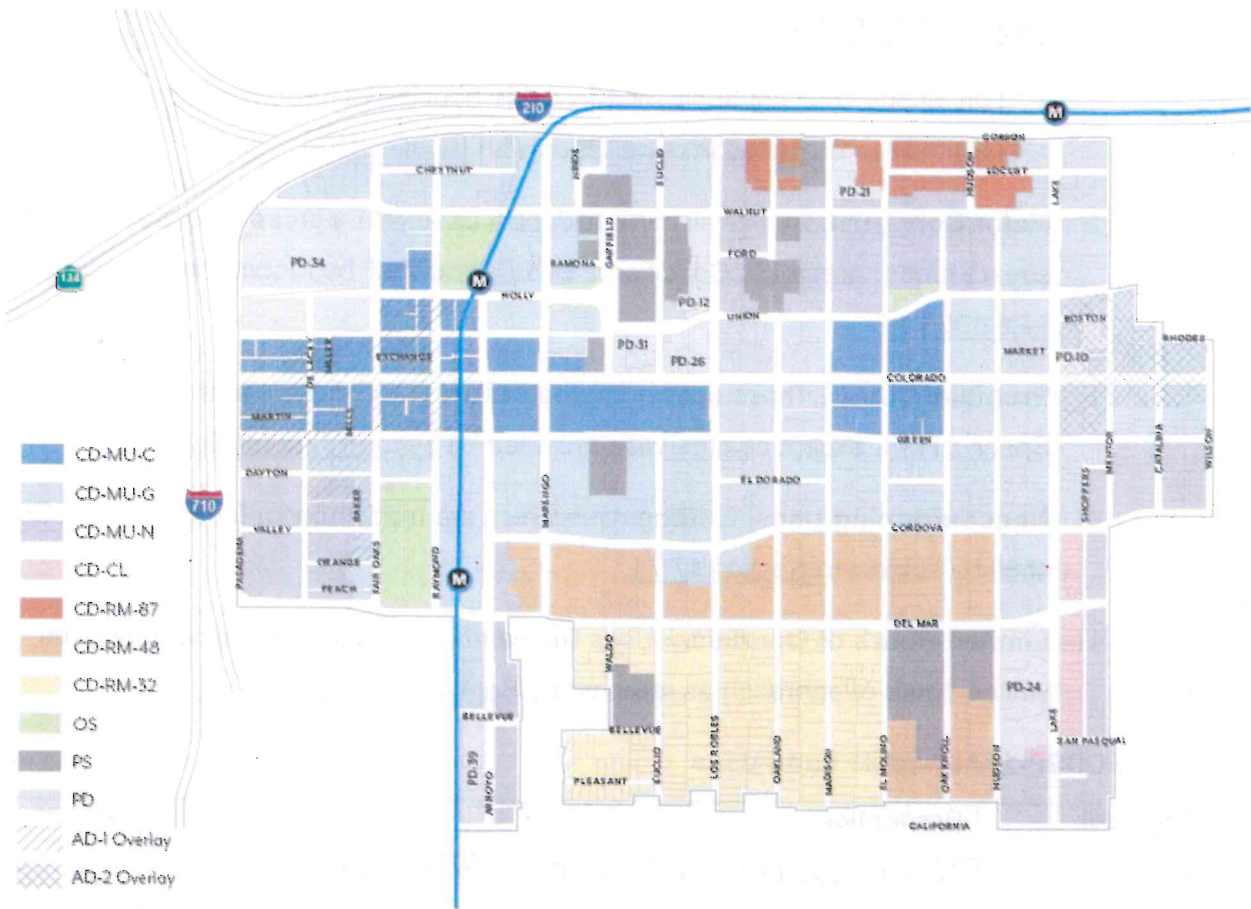 210
M
CORSON
CHESTNUT
HUDSON
LOCUST
EUCLID
LAKE
PD-21
WALNUT
GARFIELD
FORD
PD-34
RAMONA
134
M
HOLLY
PD-12
UNION
BOSTON
RHODES
DE LACEY
MILLER
EXCHANGE
PD-31
PD-26
MARKET
PD-10
COLORADO
MARTIN
MILLS
GREEN
CD-MU-C
DAYTON
EL DORADO
MENTOR
CATALINA
WILSON
CD-MU-G
710
BAKER
MARENGO
SHOPPERS
CD-MU-N
VALLEY
CORDOVA
CD-CL
PASADENA
ORANGE
FAIR OAKS
RAYMOND
M
PEACH
CD-RM-87
DEL MAR
CD-RM-48
WALDO
CD-RM-32
PD-24
OS
BELLEVUE
BELLEVUE
LAKE
SAN PASQUAL
PS
PD-39
PLEASANT
EUCLID
LOS ROBLES
OAKLAND
MADISON
EL MOLINO
OAK KNOLL
HUDSON
PD
ARROYO
CALIFORNIA
AD-1 Overlay
AD-2 Overlay